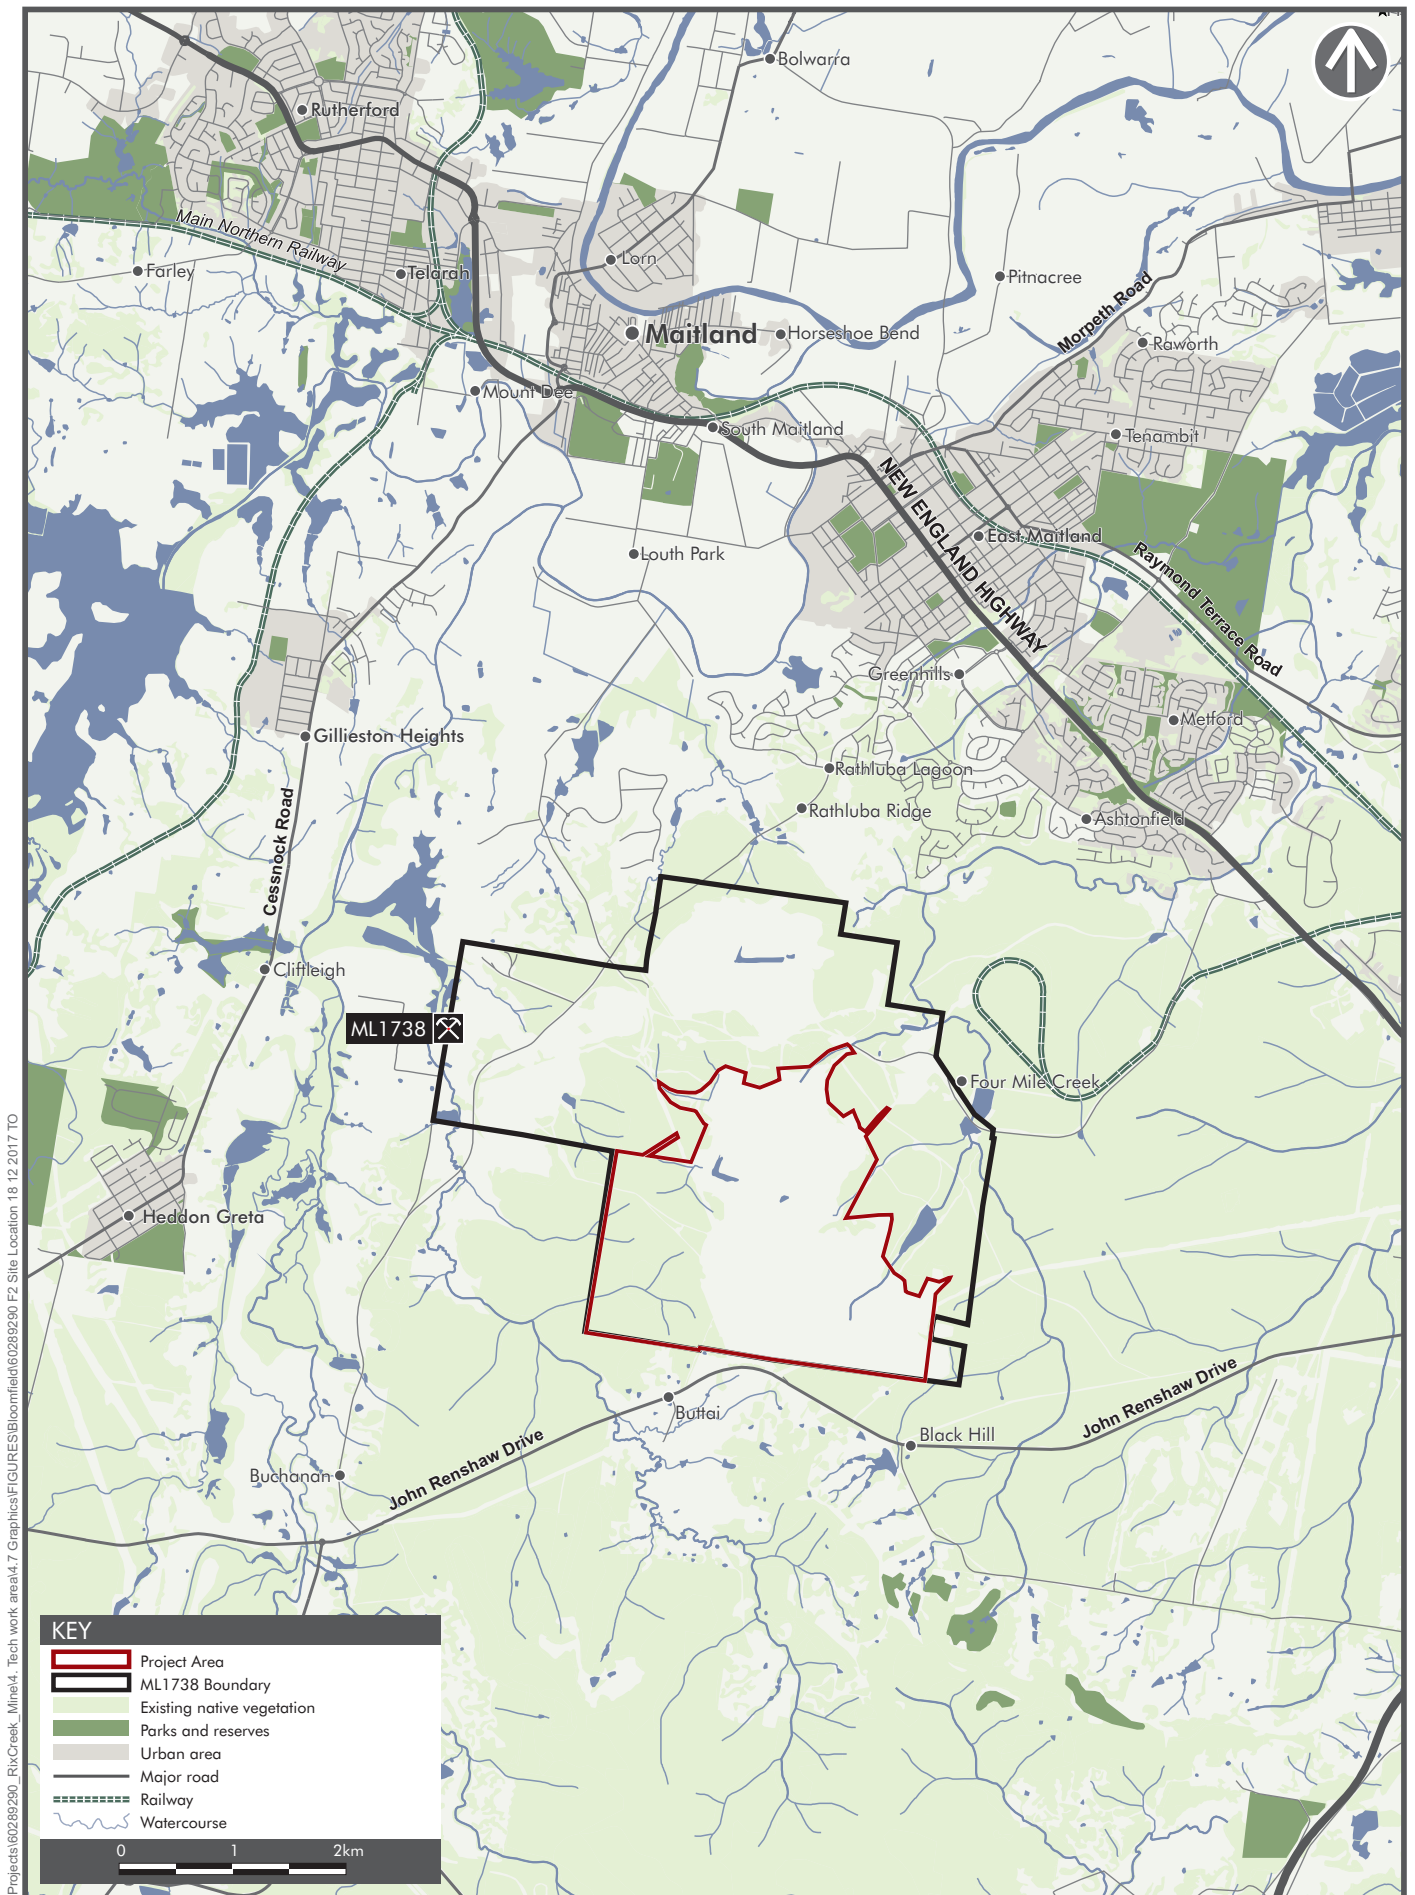 Bolwarra
Rutherford
Main Northern Railway
Farley
Telarah
Lorn
Pitnacree
Maitland
Horseshoe Bend
Morpeth Road
Raworth
Mount Dee
South Maitland
Tenambit
NEW ENGLAND HIGHWAY
East Maitland
Louth Park
Raymond Terrace Road
Greenhills
Metford
Gillieston Heights
Rathluba Lagoon
Rathluba Ridge
Ashtonfield
Cessnock Road
Cliftleigh
ML1738
Four Mile Creek
Heddon Greta
Buttai
John Renshaw Drive
Black Hill
John Renshaw Drive
Buchanan
KEY
Project Area
ML1738 Boundary
Existing native vegetation
Parks and reserves
Urban area
Major road
Railway
Watercourse
0 1 2km
Projects\60289290_RixCreek_Mine\4. Tech work area\4.7 Graphics\FIGURES\Bloomfield\60289290 F2 Site Location 18 12 2017 TO